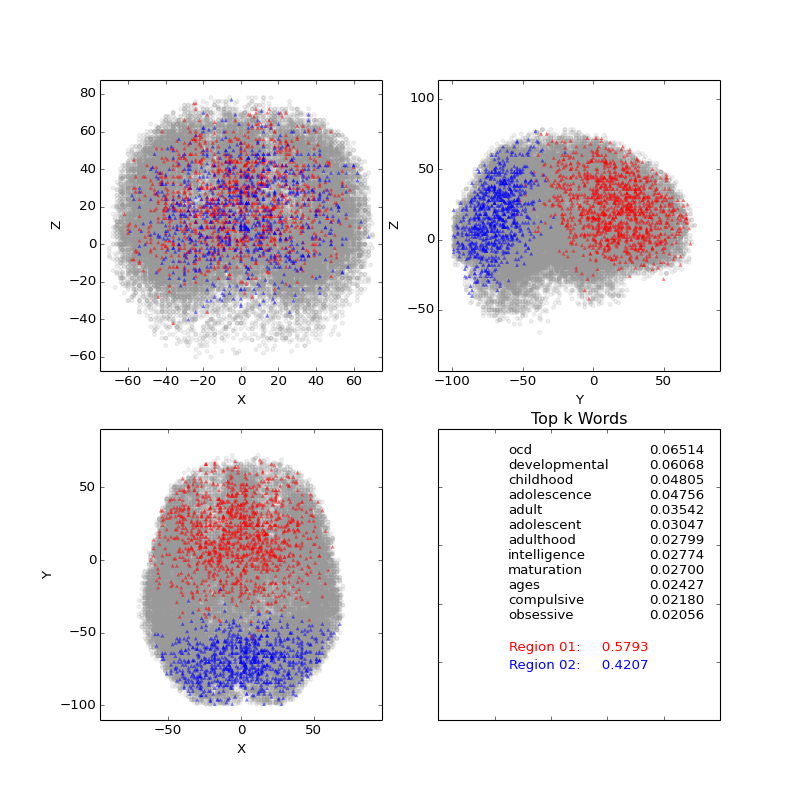 80
60
40
20
0
−20
−40
−60
Z
−60 −40 −20 0 20 40 60
X
100
50
0
−50
Z
−100 −50 0 50
Y
50
0
−50
−100
Y
−50 0 50
X
Top k Words
ocd 0.06514
developmental 0.06068
childhood 0.04805
adolescence 0.04756
adult 0.03542
adolescent 0.03047
adulthood 0.02799
intelligence 0.02774
maturation 0.02700
ages 0.02427
compulsive 0.02180
obsessive 0.02056
Region 01: 0.5793
Region 02: 0.4207